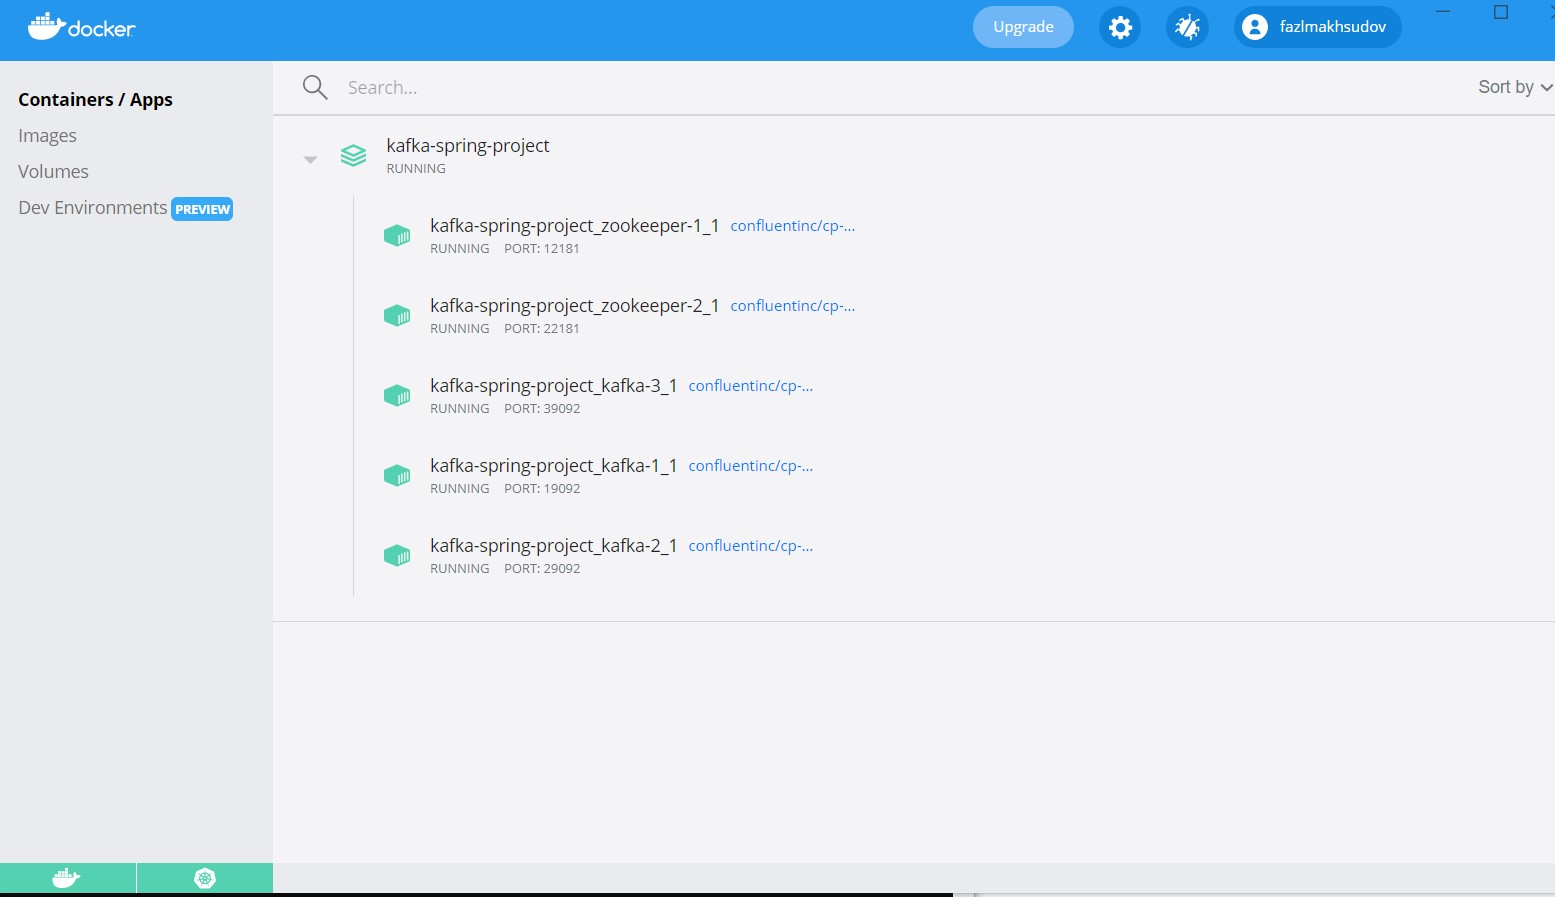 docker
Upgrade
fazlmakhsudov
Containers / Apps
Images
Volumes
Dev Environments PREVIEW
Search...
Sort by
kafka-spring-project
RUNNING
kafka-spring-project_zookeeper-1_1 confluentinc/cp-...
RUNNING PORT: 12181
kafka-spring-project_zookeeper-2_1 confluentinc/cp-...
RUNNING PORT: 22181
kafka-spring-project_kafka-3_1 confluentinc/cp-...
RUNNING PORT: 39092
kafka-spring-project_kafka-1_1 confluentinc/cp-...
RUNNING PORT: 19092
kafka-spring-project_kafka-2_1 confluentinc/cp-...
RUNNING PORT: 29092